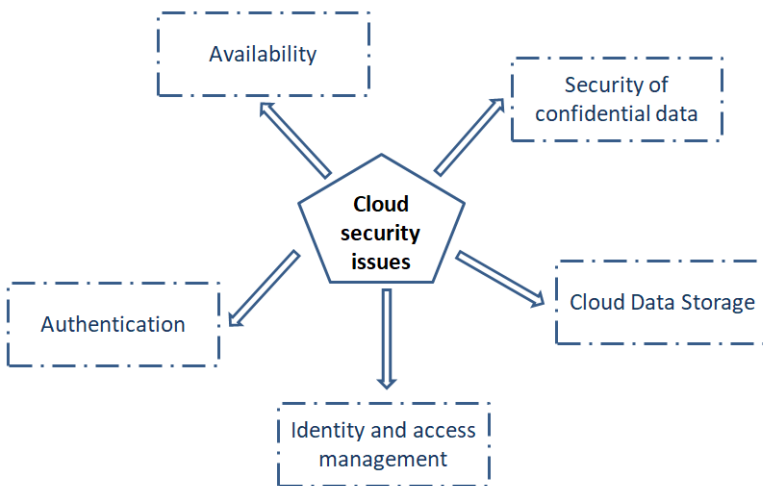 Availability
Security of
confidential data
Cloud
security
issues
Cloud Data Storage
Authentication
Identity and access
management